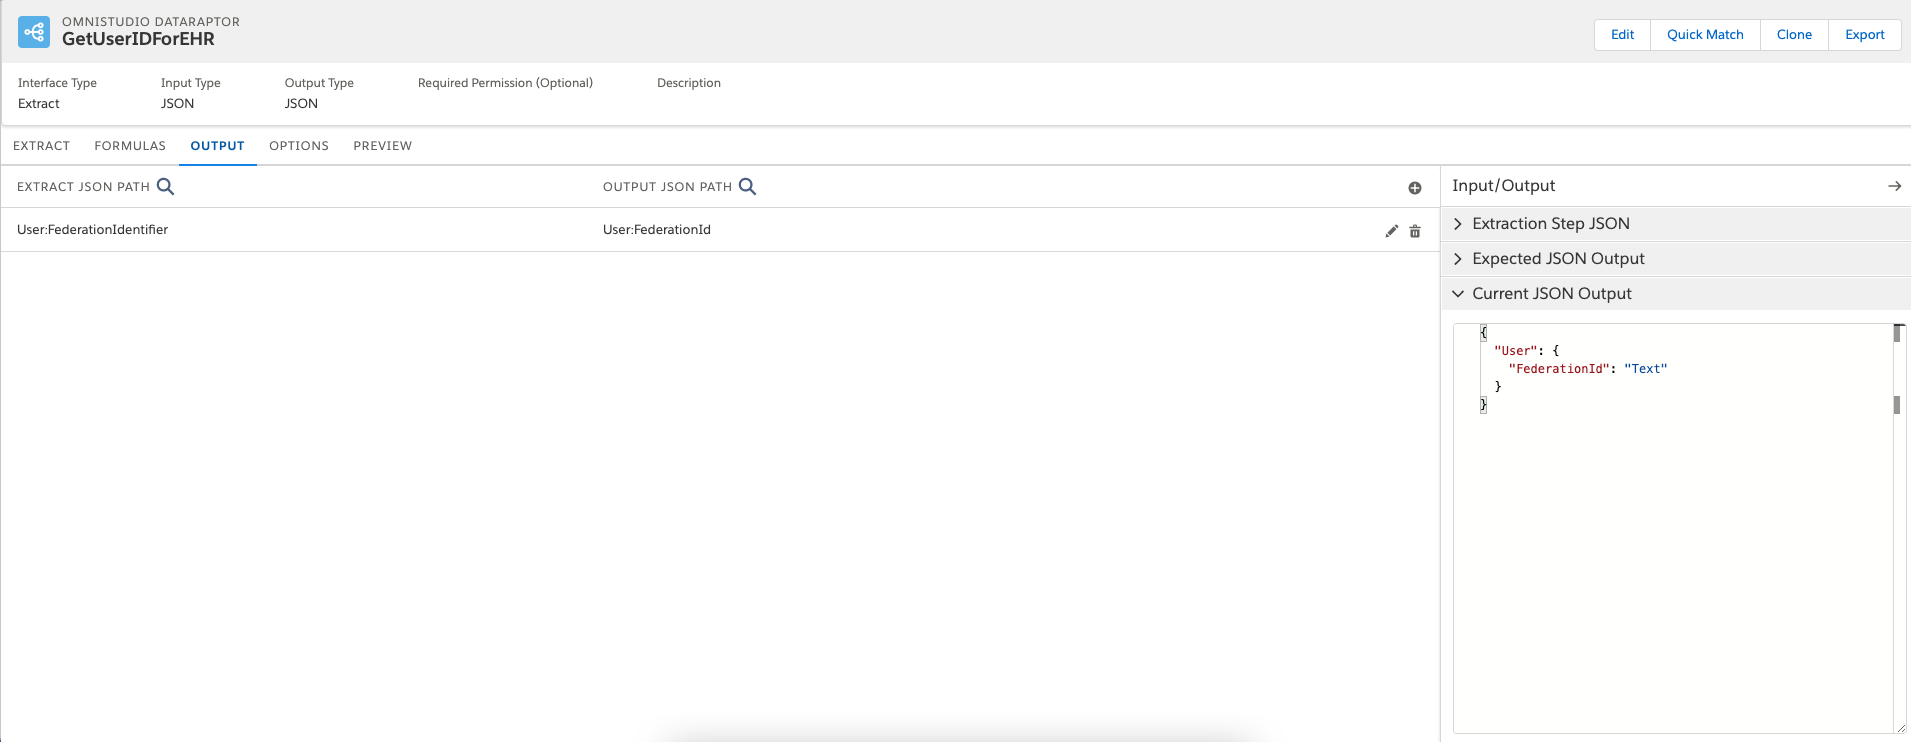 OMNISTUDIO DATARAPTOR
GetUserIDForEHR
Edit Quick Match Clone Export
Interface Type Input Type Output Type Required Permission (Optional) Description
Extract JSON JSON
EXTRACT FORMULAS OUTPUT OPTIONS PREVIEW
EXTRACT JSON PATH OUTPUT JSON PATH
User:FederationIdentifier User:FederationId
Input/Output
Extraction Step JSON
Expected JSON Output
Current JSON Output
{
"User": {
"FederationId": "Text"
}
}